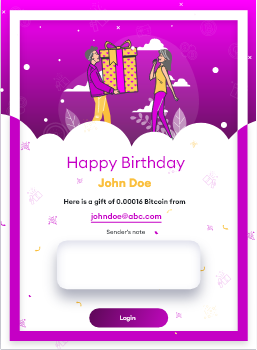 Happy Birthday
John Doe
Here is a gift of 0.00016 Bitcoin from
johndoe@abc.com
Sender's note
Login